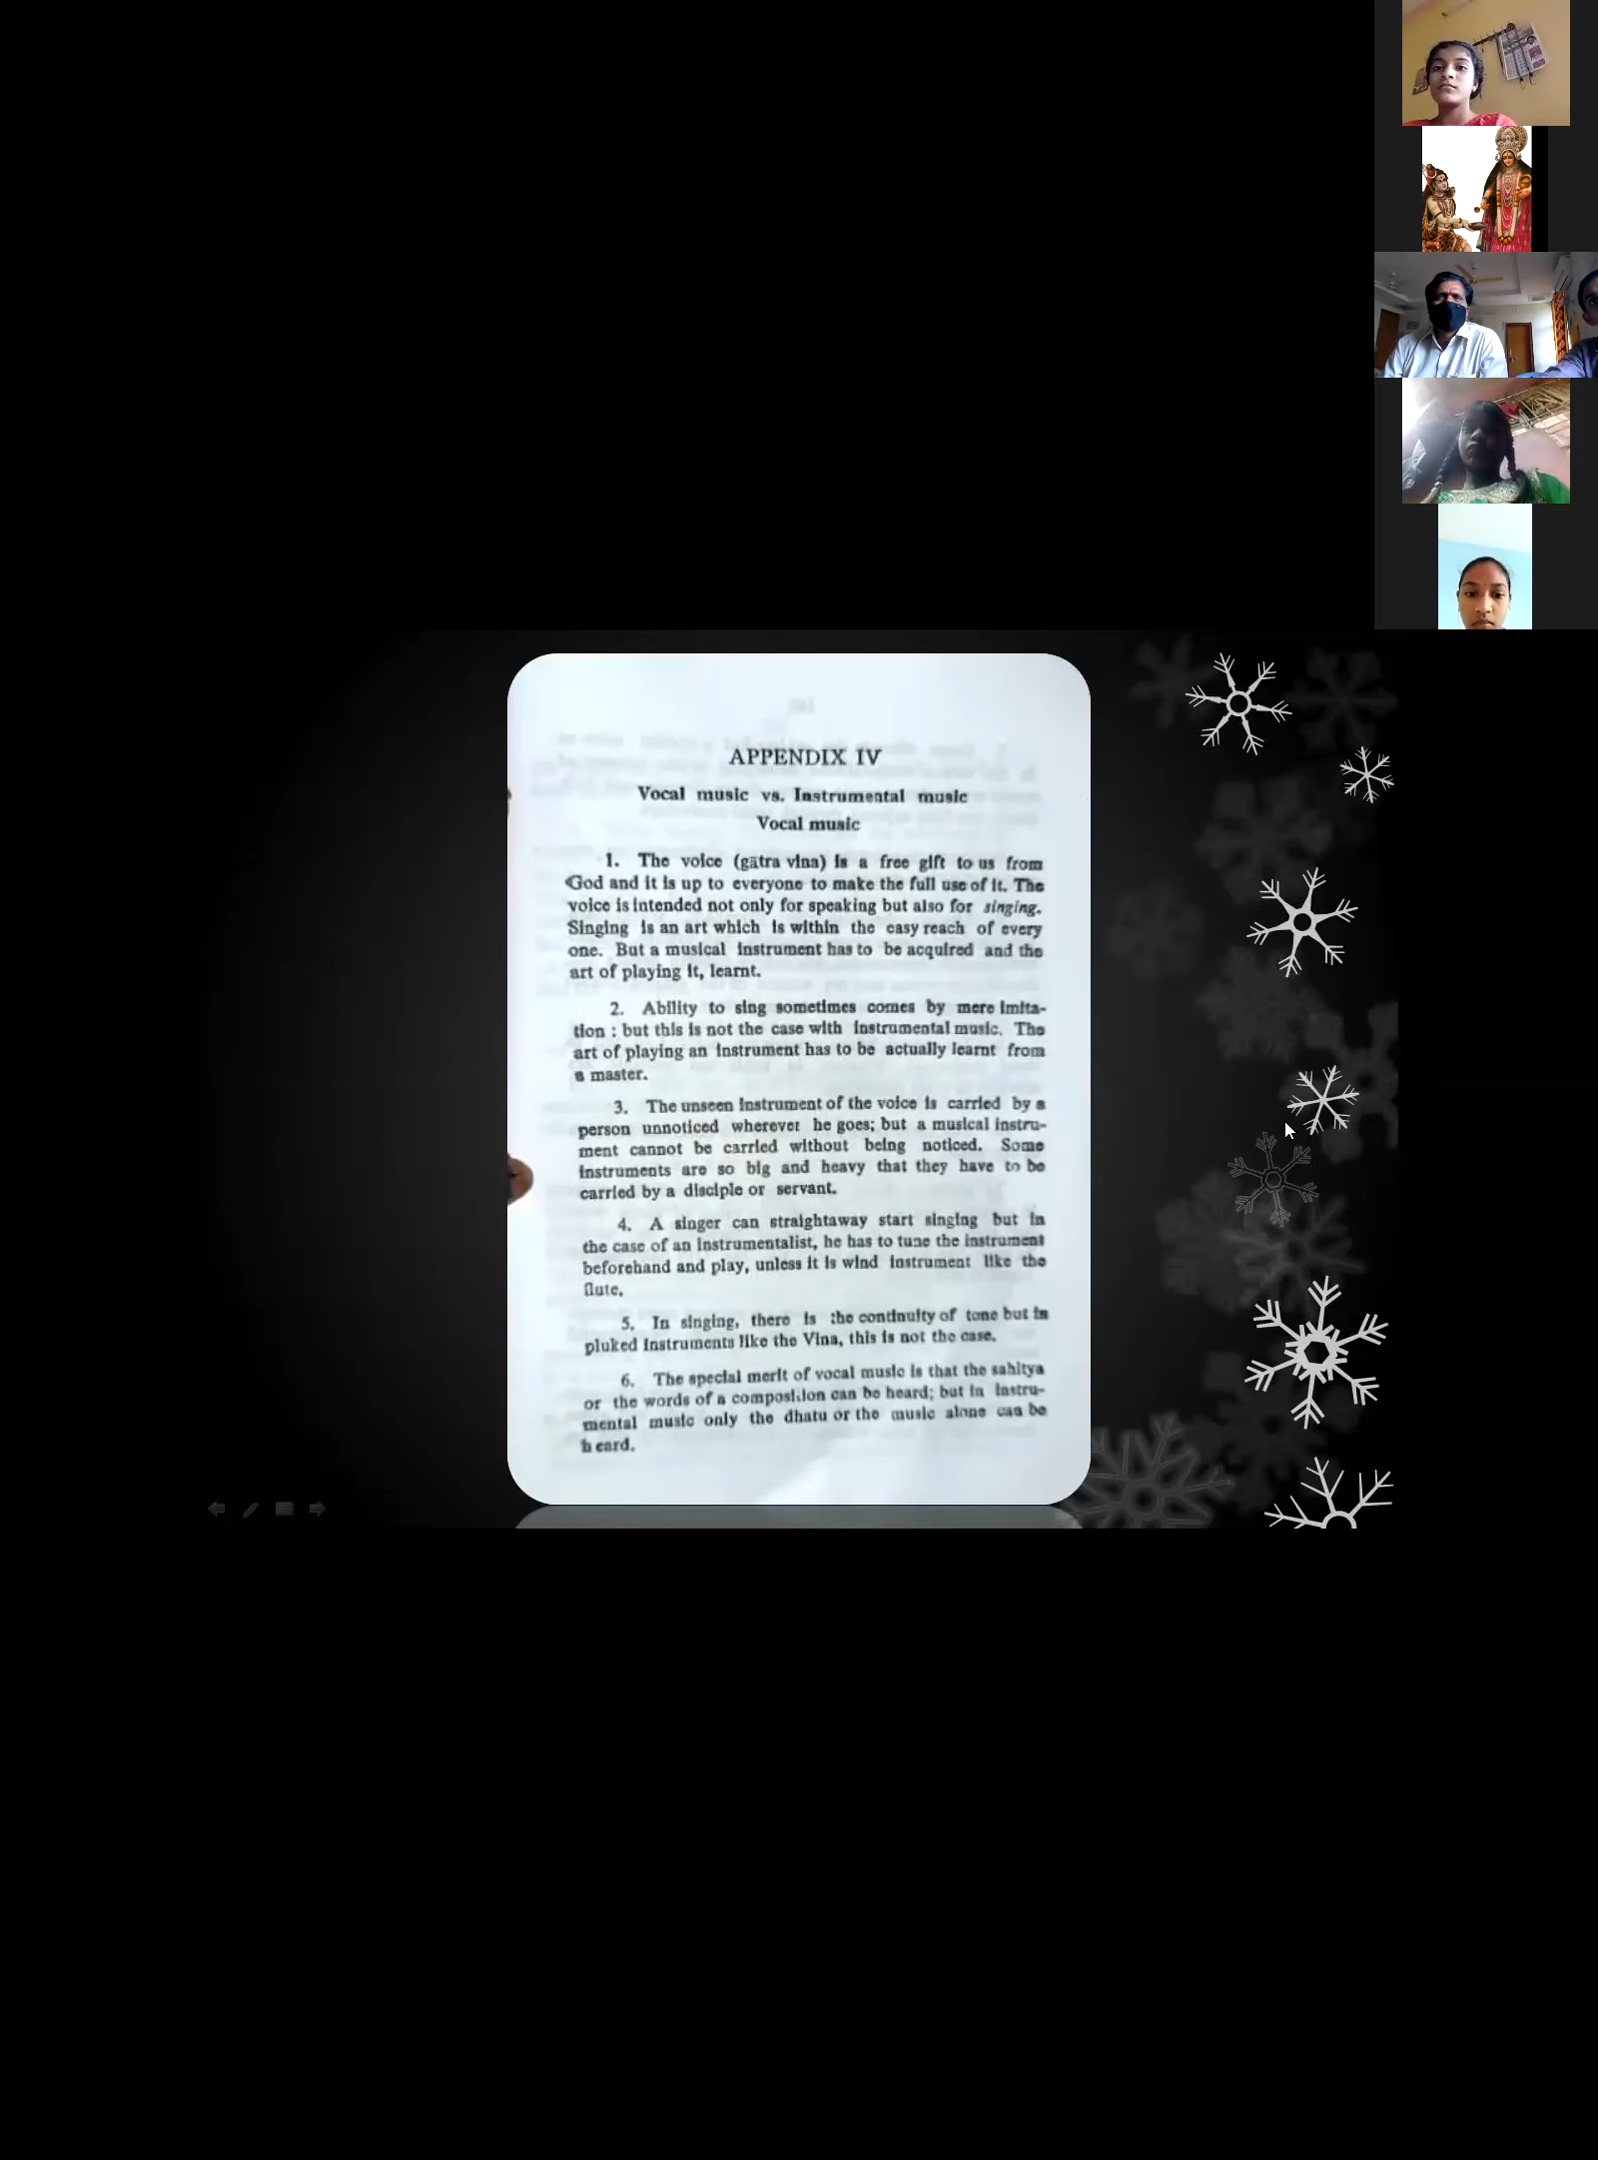 APPENDIX IV
Vocal music vs. Instrumental music
Vocal music
1. The voice (gātra vina) is a free gift to us from
God and it is up to everyone to make the full use of it. The
voice is intended not only for speaking but also for singing.
Singing is an art which is within the easy reach of every
one. But a musical instrument has to be acquired and the
art of playing it, learnt.
2. Ability to sing sometimes comes by mere imita-
tion : but this is not the case with instrumental music. The
art of playing an instrument has to be actually learnt from
a master.
3. The unseen instrument of the voice is carried by a
person unnoticed wherever he goes; but a musical instru-
ment cannot be carried without being noticed. Some
instruments are so big and heavy that they have to be
carried by a disciple or servant.
4. A singer can straightaway start singing but in
the case of an instrumentalist, he has to tune the instrument
beforehand and play, unless it is wind instrument like the
flute.
5. In singing, there is the continuity of tone but in
pluked instruments like the Vina, this is not the case.
6. The special merit of vocal music is that the sahitya
or the words of a composition can be heard; but in instru-
mental music only the dhatu or the music alone can be
h eard.